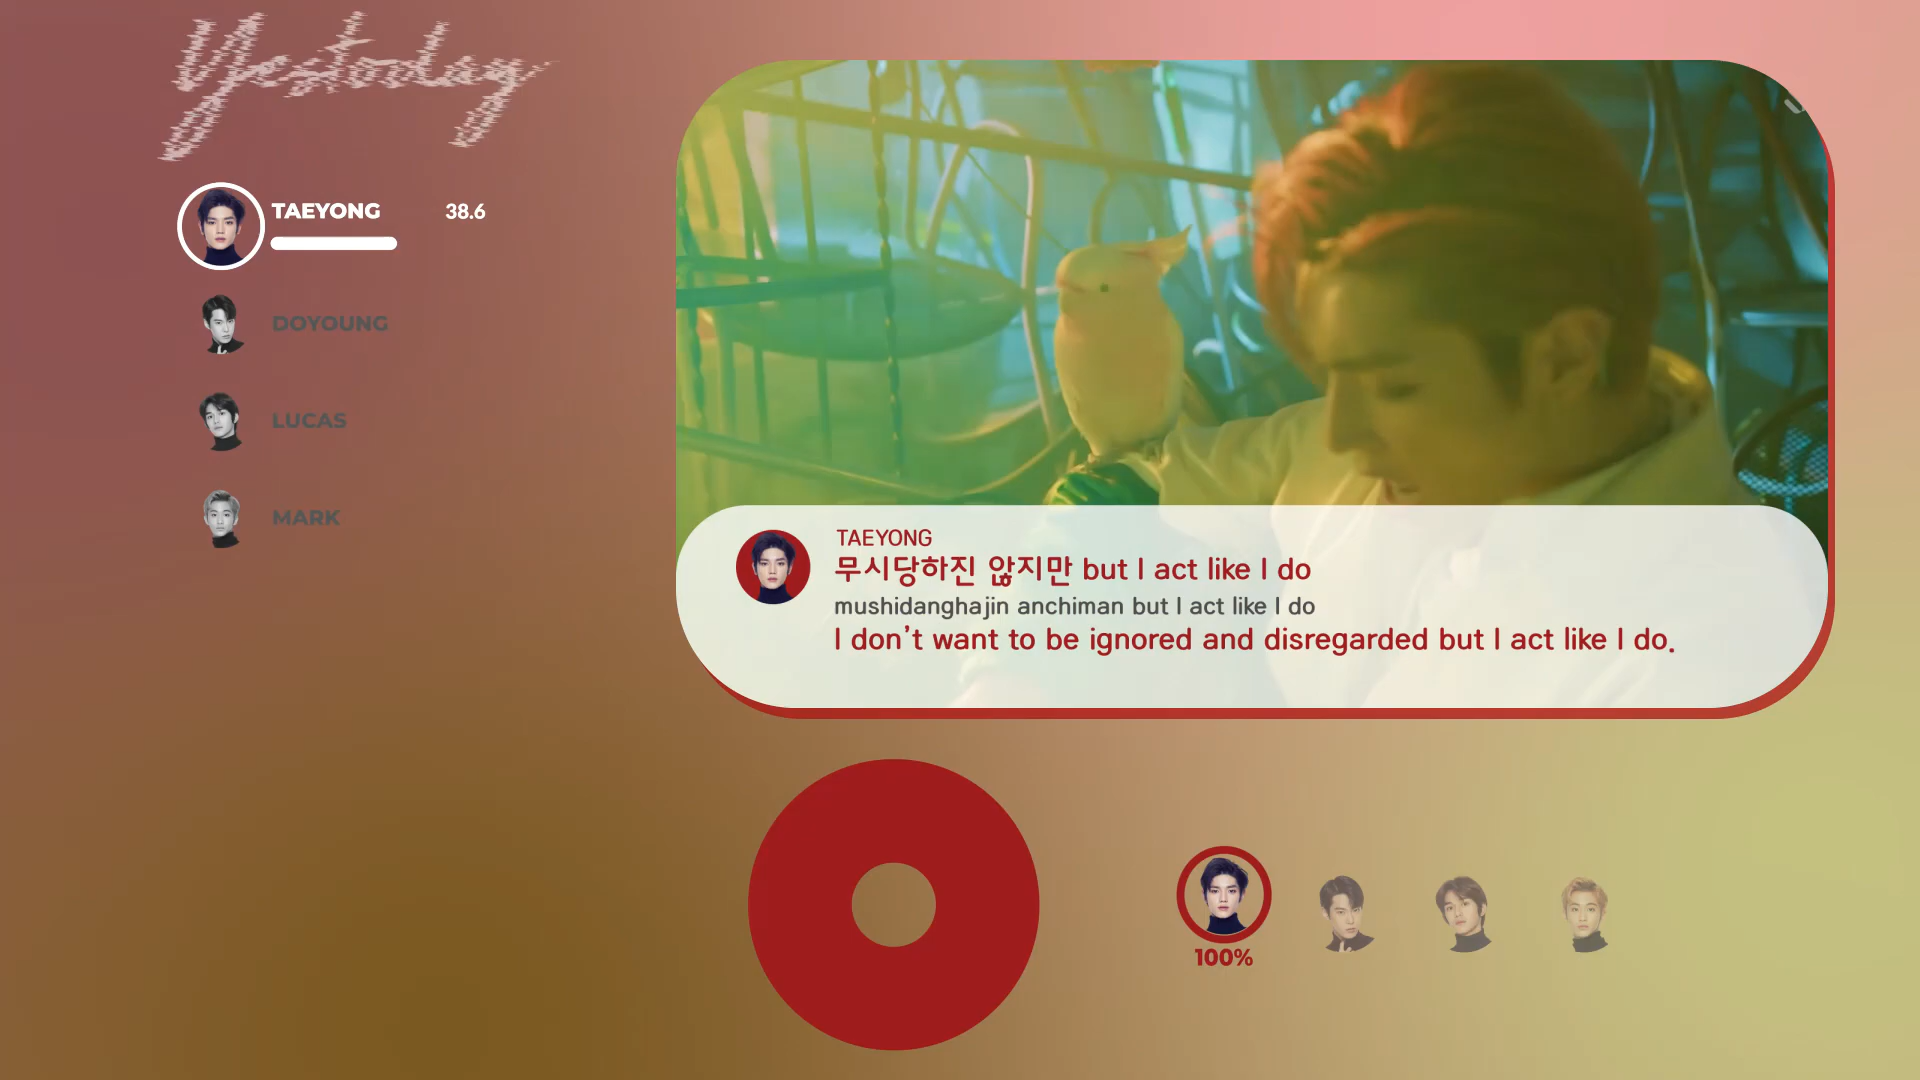 Yestoday
TAEYONG 38.6
DOYOUNG
LUCAS
MARK
TAEYONG
무시당하진 않지만 but I act like I do
mushidanghajin anchiman but I act like I do
I don't want to be ignored and disregarded but I act like I do.
100%